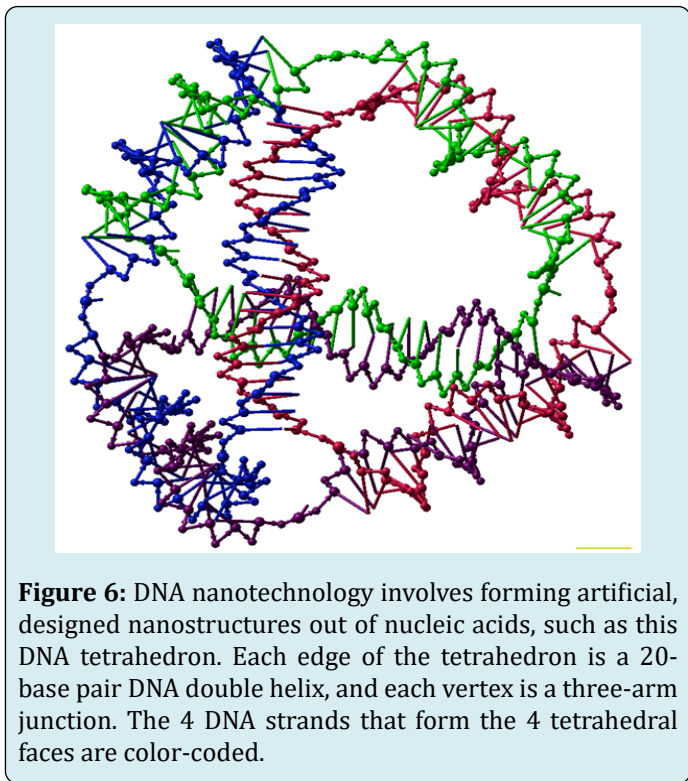 Figure 6: DNA nanotechnology involves forming artificial,
designed nanostructures out of nucleic acids, such as this
DNA tetrahedron. Each edge of the tetrahedron is a 20-
base pair DNA double helix, and each vertex is a three-arm
junction. The 4 DNA strands that form the 4 tetrahedral
faces are color-coded.